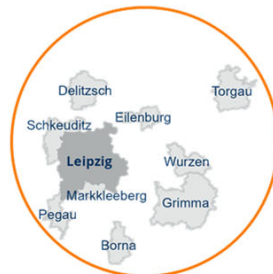 Delitzsch
Torgau
Eilenburg
Schkeuditz
Leipzig
Wurzen
Markkleeberg
Grimma
Pegau
Borna